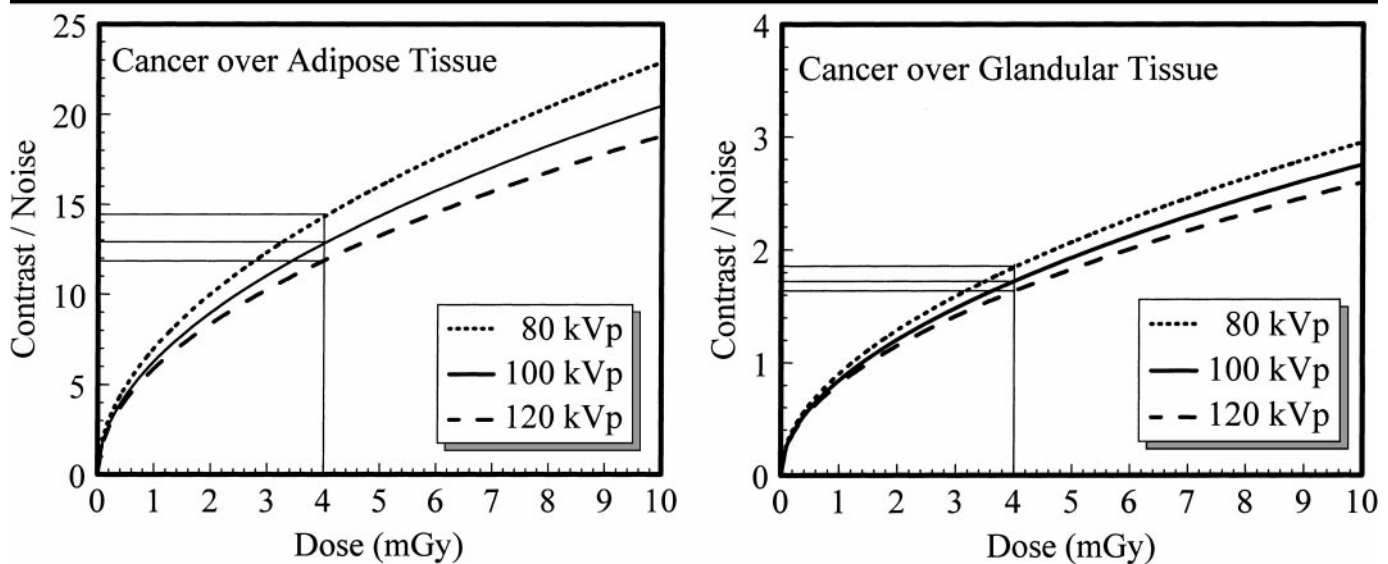 Cancer over Adipose Tissue
Contrast / Noise
25
20
15
10
5
0
80 kVp
100 kVp
120 kVp
0 1 2 3 4 5 6 7 8 9 10
Dose (mGy)
Cancer over Glandular Tissue
Contrast / Noise
4
3
2
1
0
80 kVp
100 kVp
120 kVp
0 1 2 3 4 5 6 7 8 9 10
Dose (mGy)